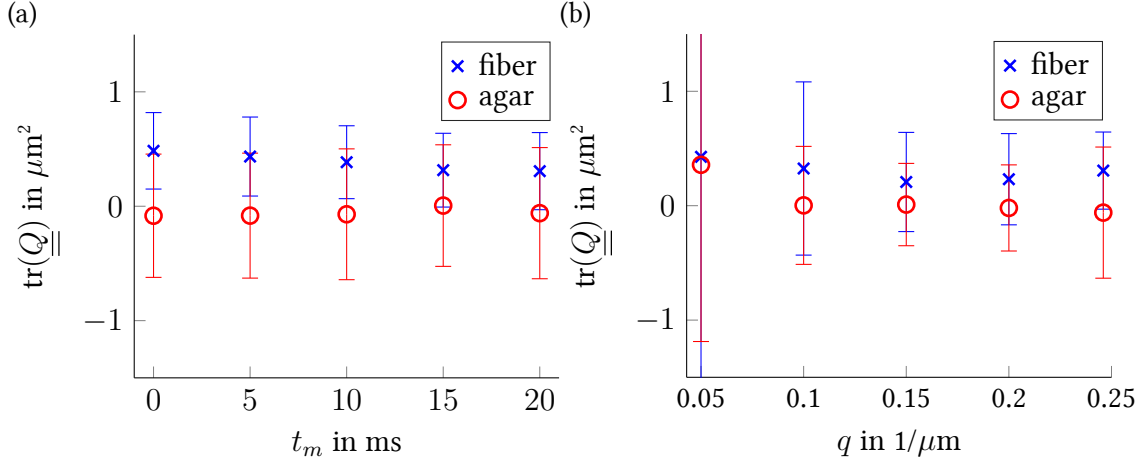 (a)
fiber
agar
1
0
−1
tr(Q) in μm²
0 5 10 15 20
tₘ in ms
(b)
fiber
agar
1
0
−1
tr(Q) in μm²
0.05 0.1 0.15 0.2 0.25
q in 1/μm